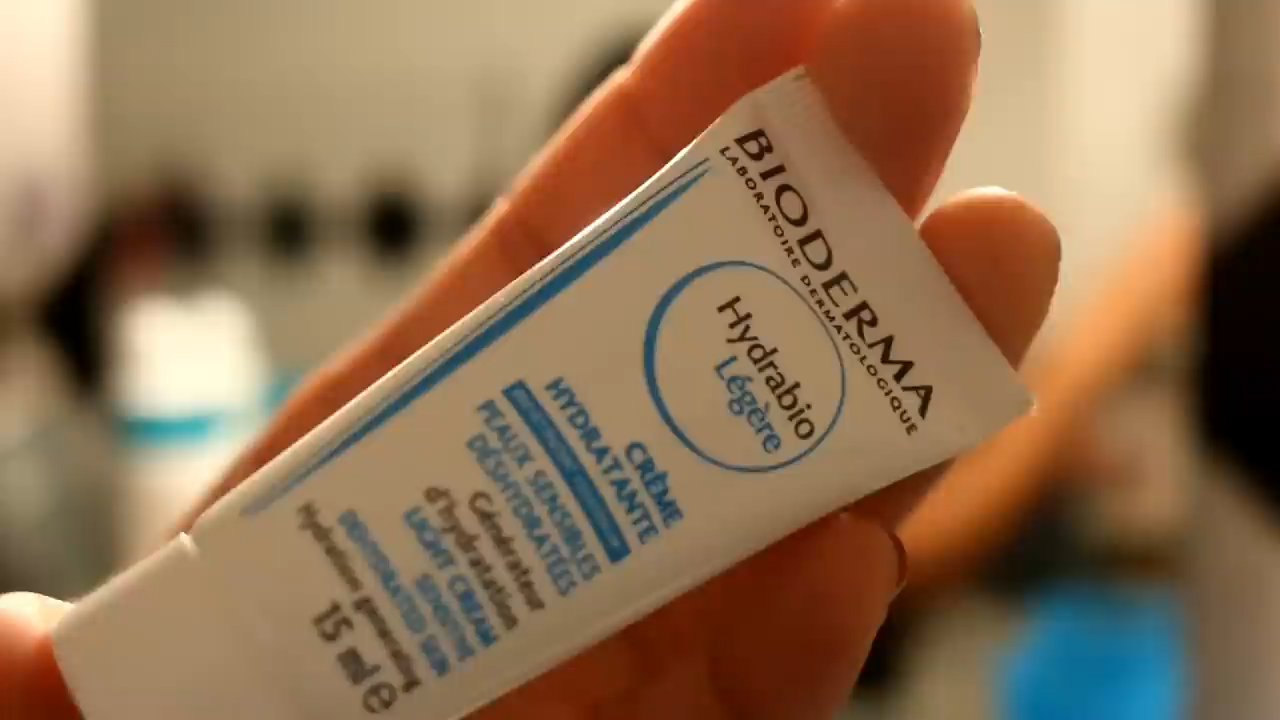 BIODERMA
LABORATOIRE DERMATOLOGIQUE
Hydrabio
Légère
CRÈME
HYDRATANTE
PEAUX SENSIBLES
DÉSHYDRATÉES
Générateur
d'hydratation
LIGHT CREAM
SENSITIVE
DEHYDRATED SKIN
Hydration generating
15 ml ℮